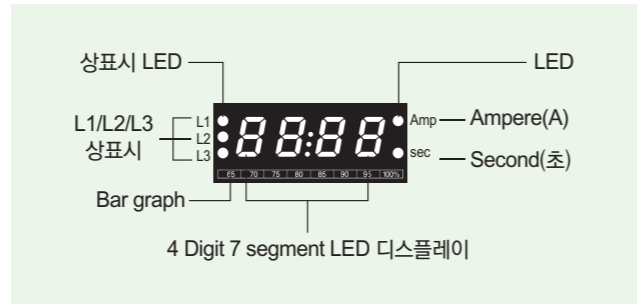 상표시 LED
LED
L1/L2/L3
상표시
L1
L2
L3
88:88
Amp
sec
Ampere(A)
Second(초)
65 70 75 80 85 90 95 100%
Bar graph
4 Digit 7 segment LED 디스플레이